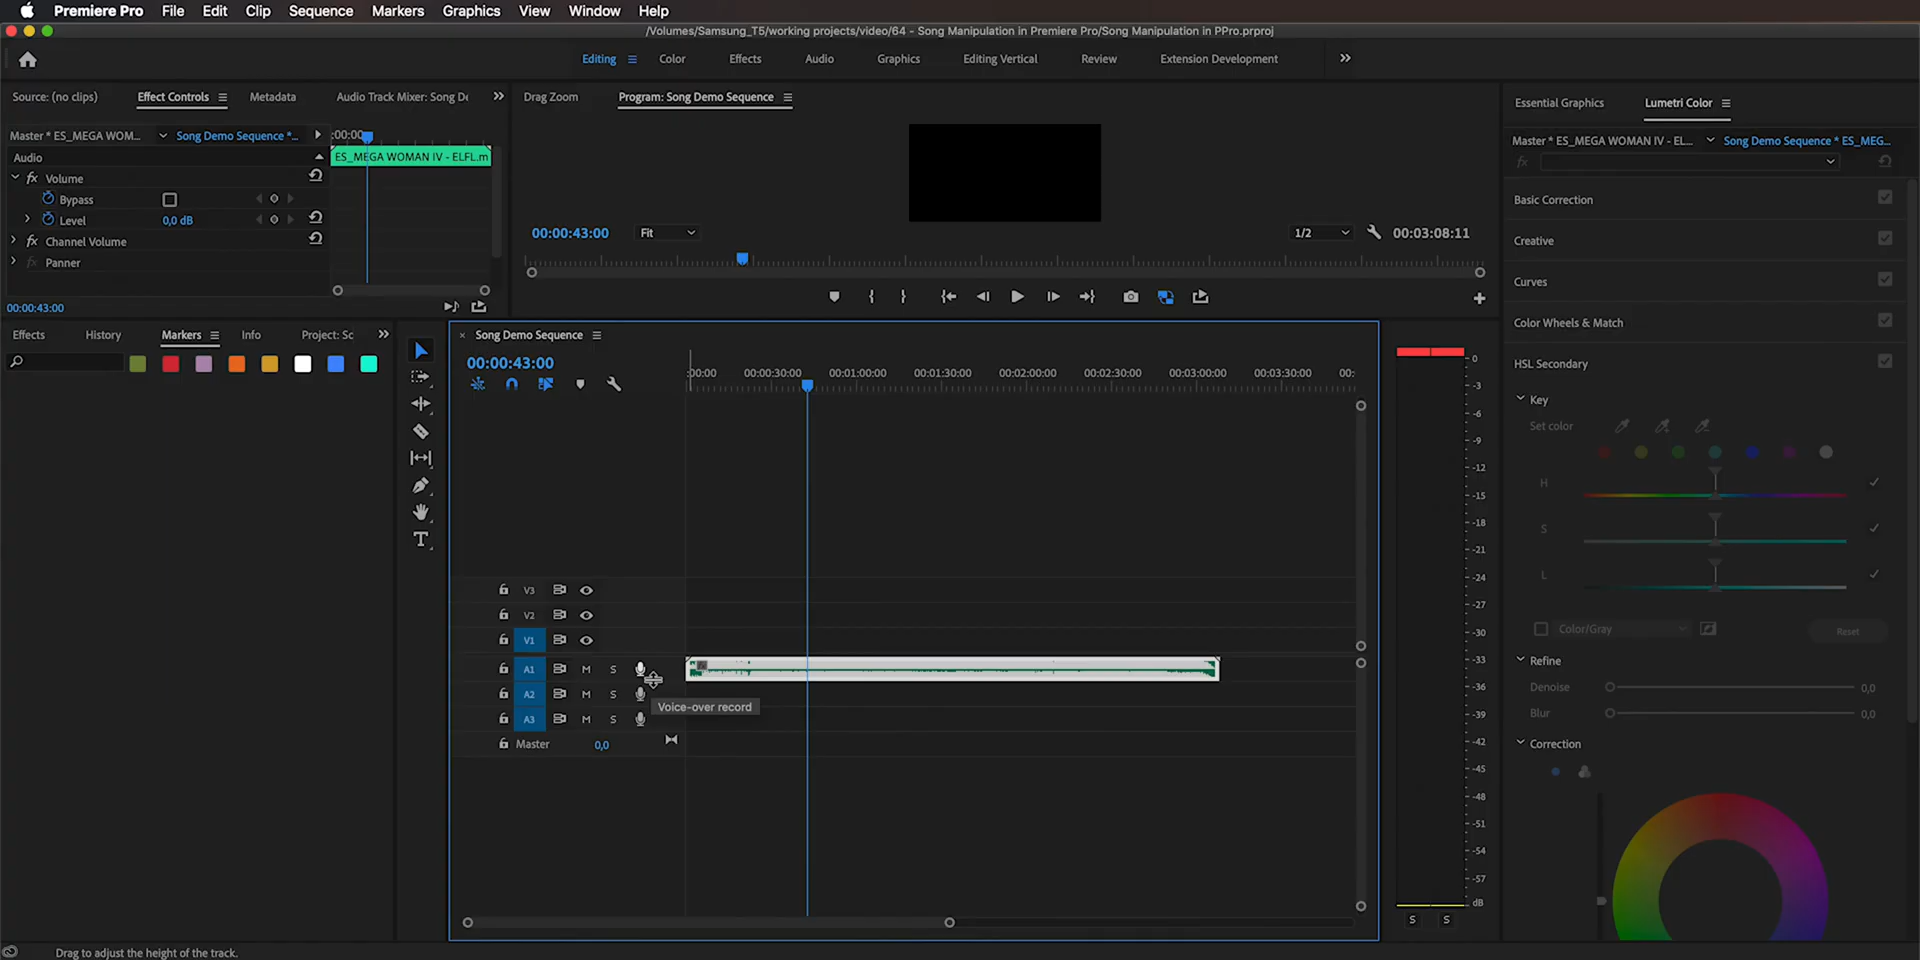 Premiere Pro File Edit Clip Sequence Markers Graphics View Window Help
/Volumes/Samsung_T5/working projects/video/64 - Song Manipulation in Premiere Pro/Song Manipulation in PPro.prproj
Editing Color Effects Audio Graphics Editing Vertical Review Extension Development
Source: (no clips) Effect Controls Metadata Audio Track Mixer: Song De
Drag Zoom Program: Song Demo Sequence
Essential Graphics Lumetri Color
Master * ES_MEGA WOM... Song Demo Sequence *... :00:00
Master * ES_MEGA WOMAN IV - EL... Song Demo Sequence * ES_MEG...
Audio ES_MEGA WOMAN IV - ELFL.m
fx
fx Volume
Bypass
Level 0,0 dB
fx Channel Volume
fx Panner
00:00:43:00
00:00:43:00 Fit 1/2 00:03:08:11
Basic Correction
Creative
Curves
Color Wheels & Match
HSL Secondary
Key
Set color
H
S
L
Color/Gray Reset
Refine
Denoise 0,0
Blur 0,0
Correction
Effects History Markers Info Project: Sc
Song Demo Sequence
00:00:43:00
:00:00 00:00:30:00 00:01:00:00 00:01:30:00 00:02:00:00 00:02:30:00 00:03:00:00 00:03:30:00 00:
V3
V2
V1
A1 M S fx
A2 M S
Voice-over record
A3 M S
Master 0,0
0
-3
-6
-9
-12
-15
-18
-21
-24
-27
-30
-33
-36
-39
-42
-45
-48
-51
-54
-57
dB
S S
T
Drag to adjust the height of the track.